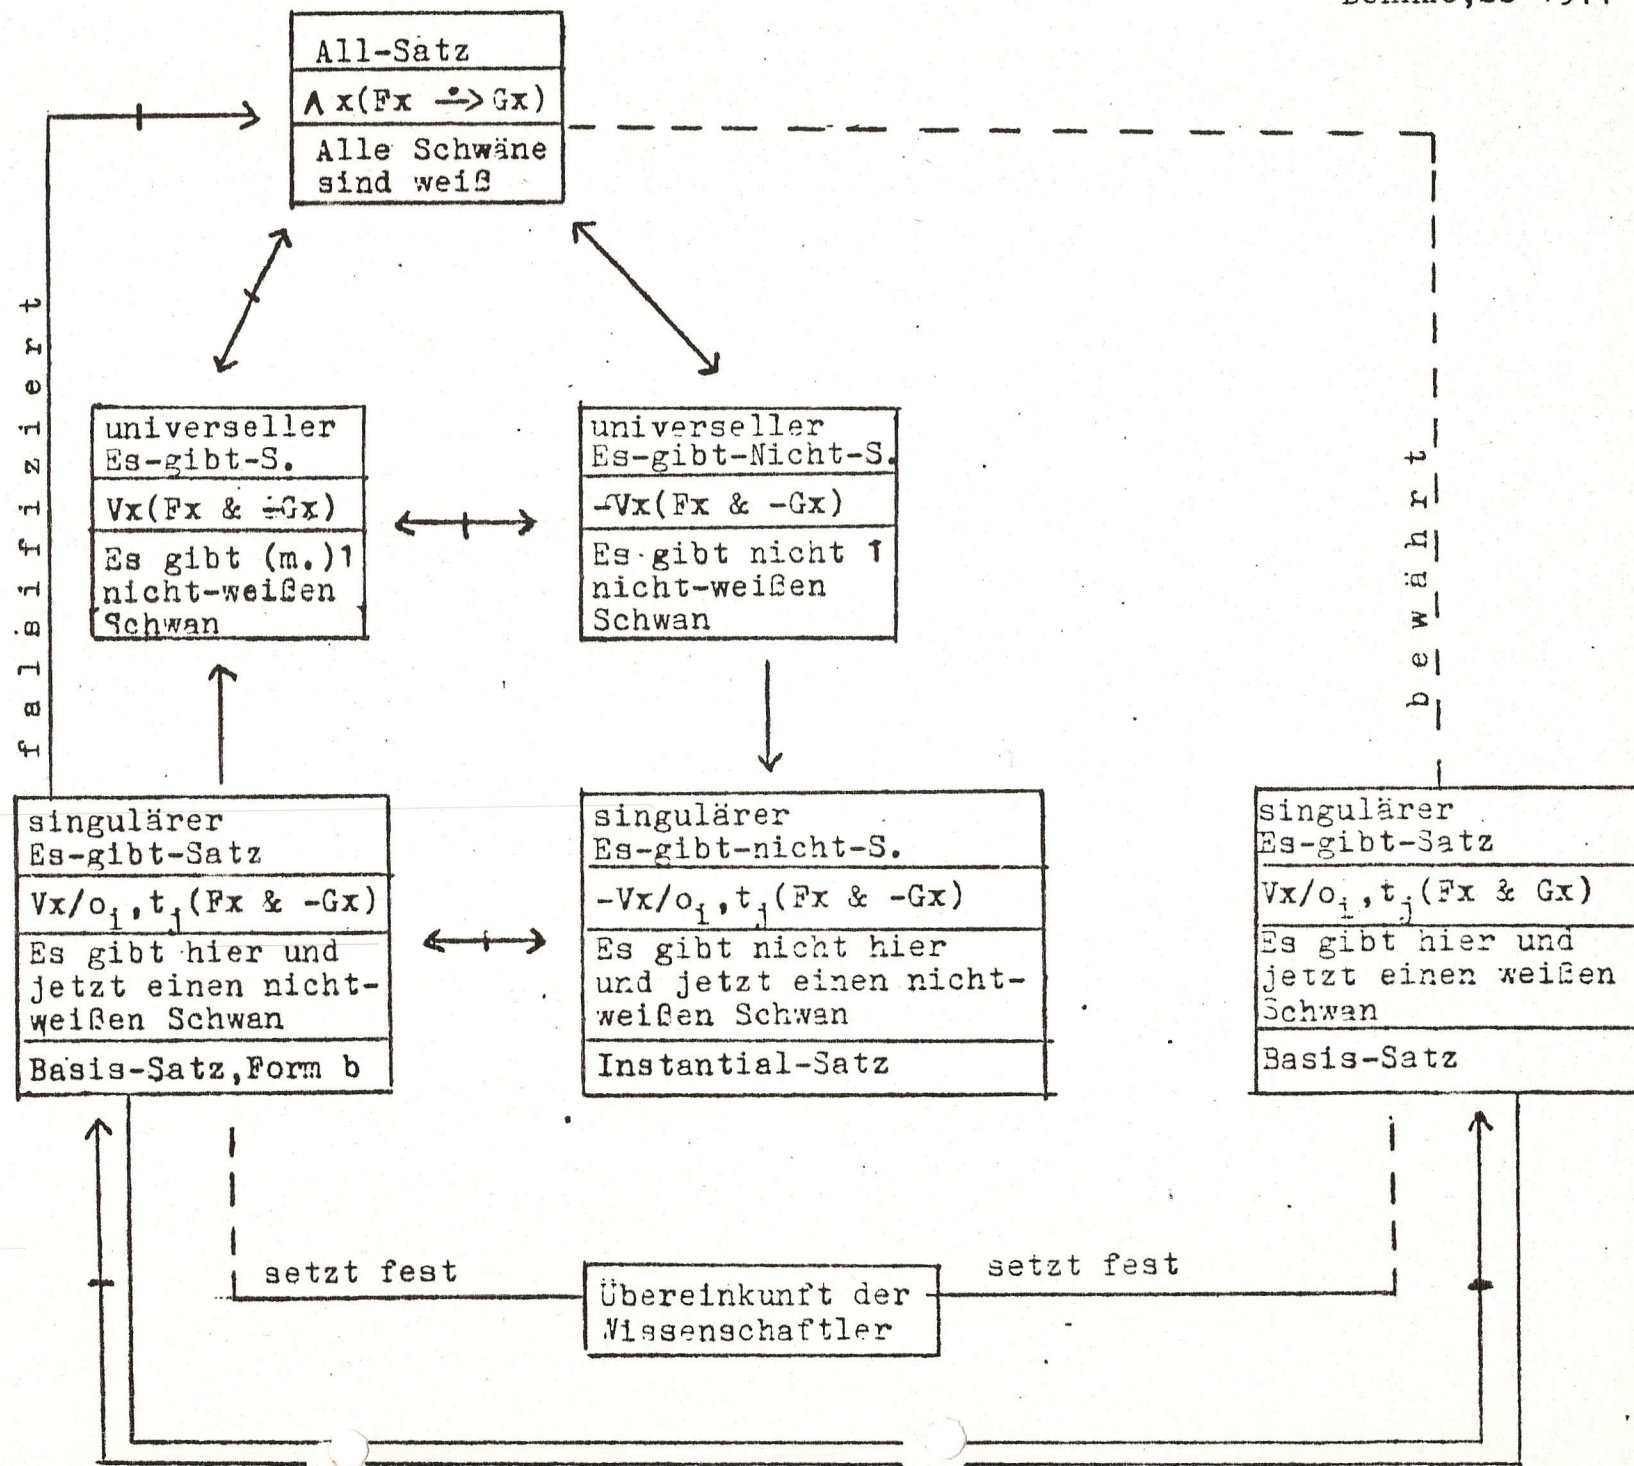 All-Satz
Λ x(Fx ∸> Gx)
Alle Schwäne
sind weiß
falsifiziert
bewährt
universeller
Es-gibt-S.
Vx(Fx & -Gx)
Es gibt (m.)1
nicht-weißen
Schwan
universeller
Es-gibt-Nicht-S.
-Vx(Fx & -Gx)
Es gibt nicht 1
nicht-weißen
Schwan
singulärer
Es-gibt-Satz
Vx/oᵢ,tⱼ(Fx & -Gx)
Es gibt hier und
jetzt einen nicht-
weißen Schwan
Basis-Satz,Form b
singulärer
Es-gibt-nicht-S.
-Vx/oᵢ,tⱼ(Fx & -Gx)
Es gibt nicht hier
und jetzt einen nicht-
weißen Schwan
Instantial-Satz
singulärer
Es-gibt-Satz
Vx/oᵢ,tⱼ(Fx & Gx)
Es gibt hier und
jetzt einen weißen
Schwan
Basis-Satz
setzt fest
Übereinkunft der
Wissenschaftler
setzt fest